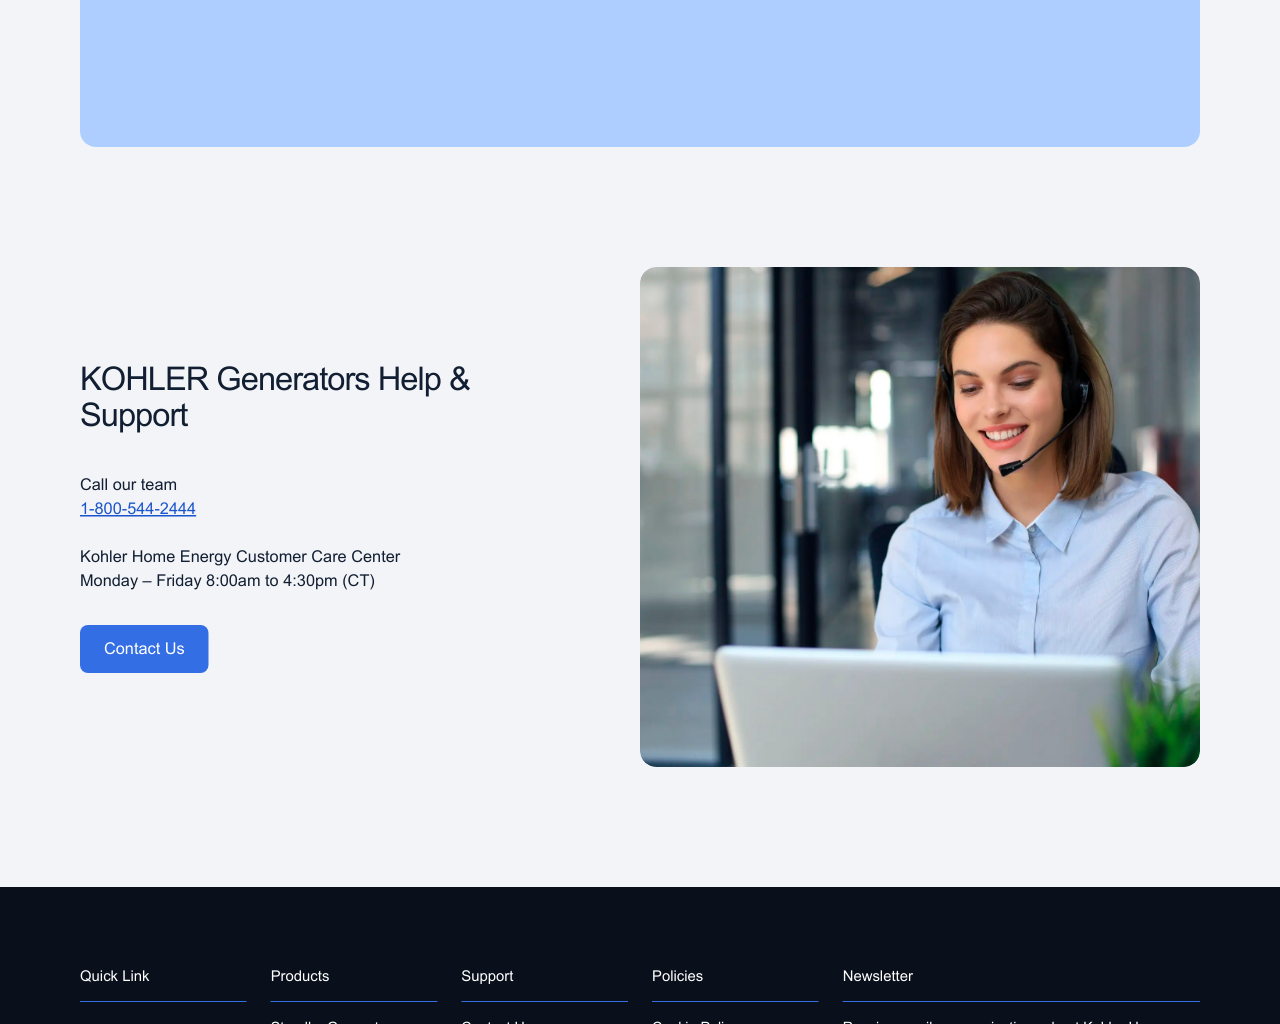 KOHLER Generators Help &
Support
Call our team
1-800-544-2444
Kohler Home Energy Customer Care Center
Monday – Friday 8:00am to 4:30pm (CT)
Contact Us
Quick Link
Products
Support
Policies
Newsletter